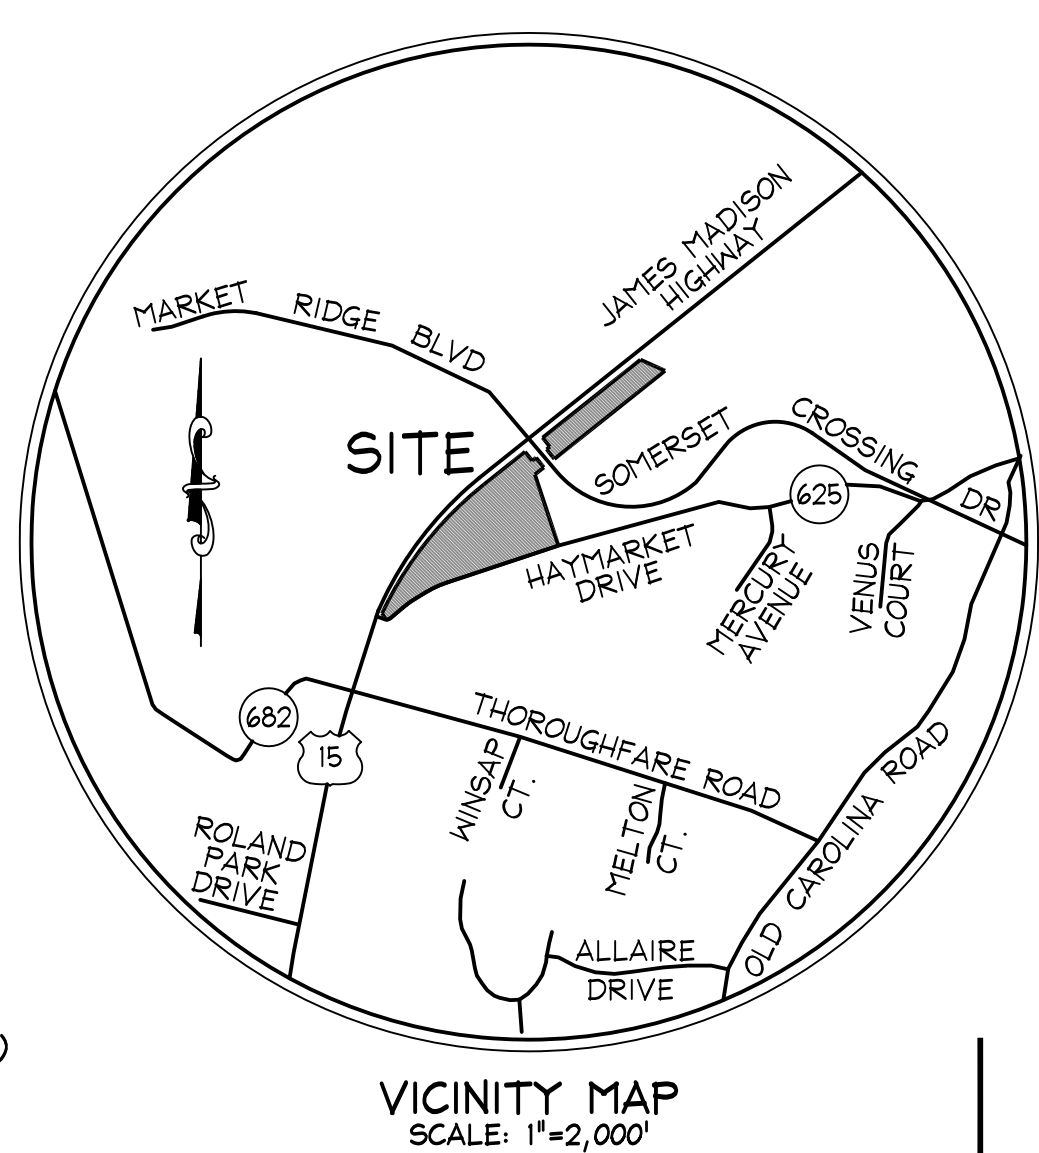 JAMES MADISON
HIGHWAY
MARKET RIDGE BLVD
SITE
SOMERSET CROSSING DR
625
HAYMARKET
DRIVE
MERCURY
AVENUE
VENUS
COURT
682
15
THOROUGHFARE ROAD
WINSAP
CT.
MELTON
CT.
OLD CAROLINA ROAD
ROLAND
PARK
DRIVE
ALLAIRE
DRIVE
VICINITY MAP
SCALE: 1"=2,000'